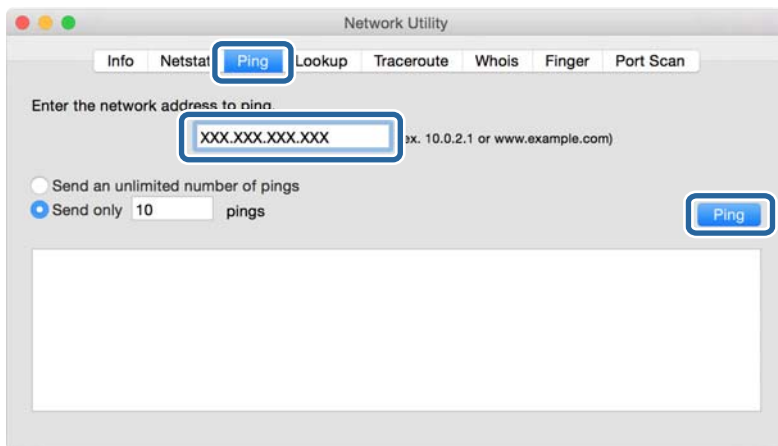 Network Utility
Info Netstat Ping Lookup Traceroute Whois Finger Port Scan
Enter the network address to ping.
XXX.XXX.XXX.XXX ex. 10.0.2.1 or www.example.com)
Send an unlimited number of pings
Send only 10 pings
Ping